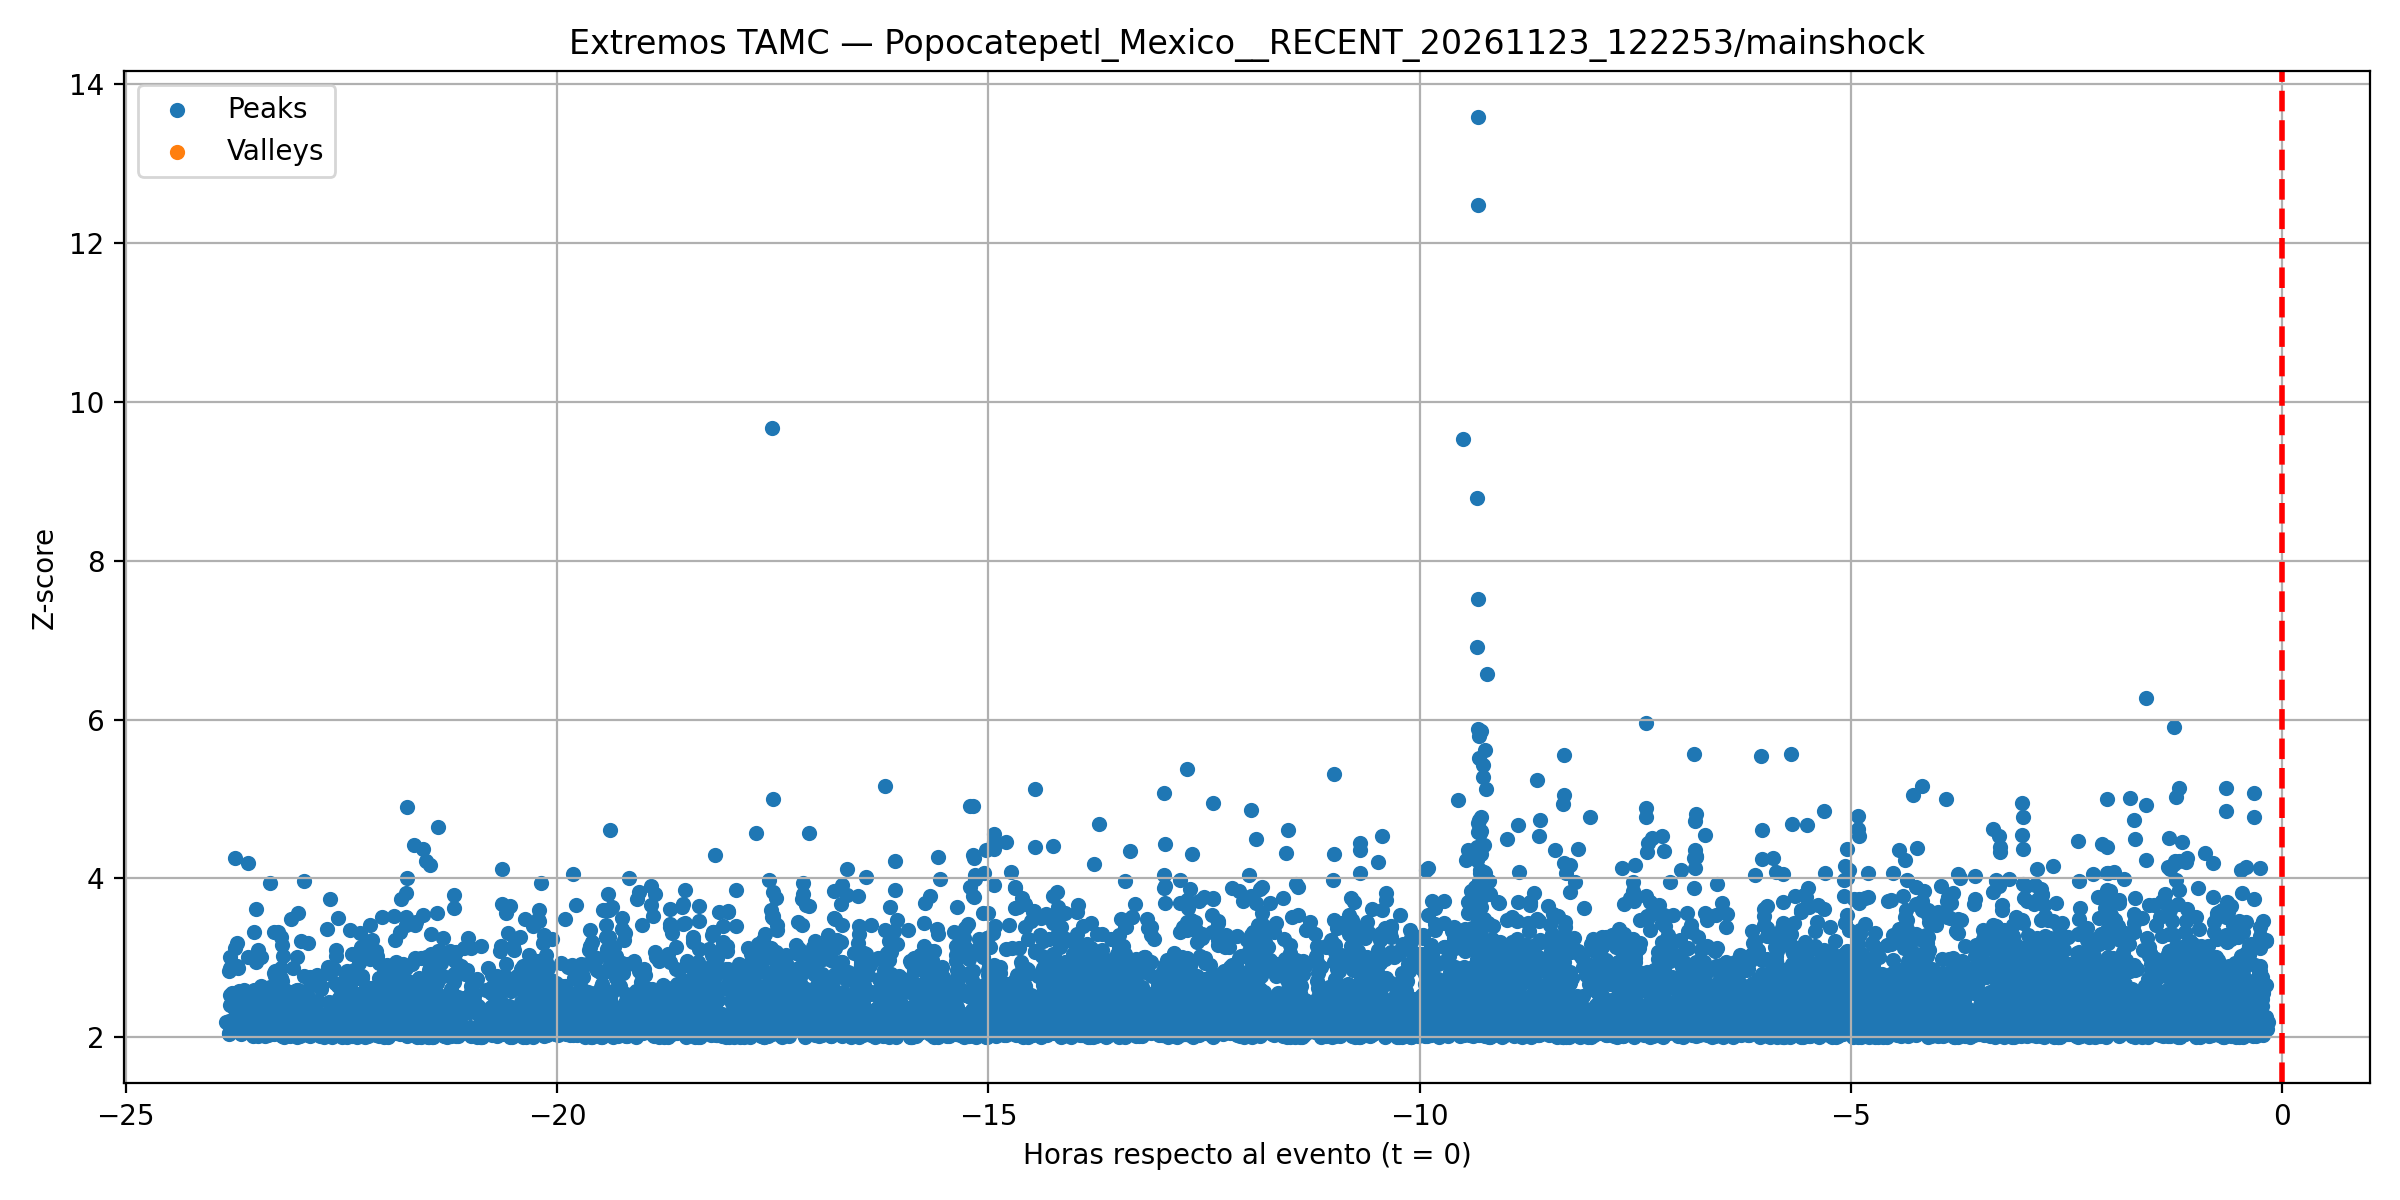 Extremos TAMC — Popocatepetl_Mexico__RECENT_20261123_122253/mainshock
Peaks
Valleys
14
12
10
8
6
4
2
Z-score
−25
−20
−15
−10
−5
0
Horas respecto al evento (t = 0)